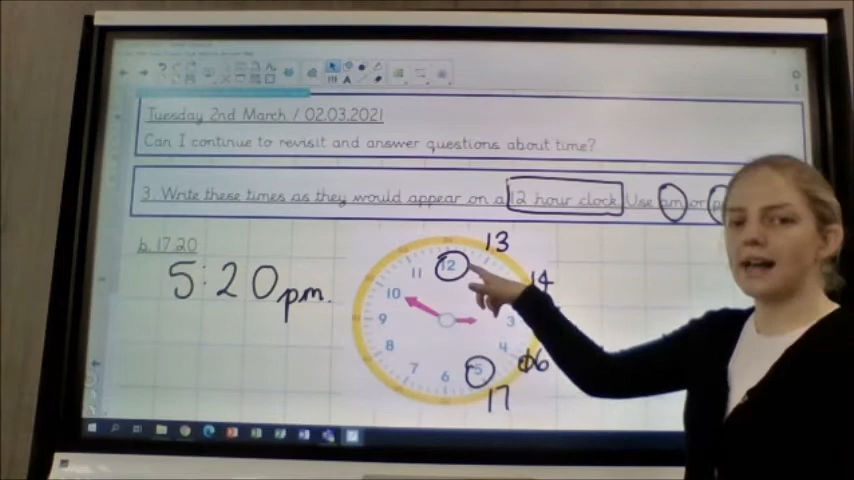 Tuesday 2nd March / 02.03.2021
Can I continue to revisit and answer questions about time?
3. Write these times as they would appear on a 12 hour clock. Use am or
b. 17.20
5:20pm.
13
12
11
14
10
9
3
8
4
16
7
6
5
17